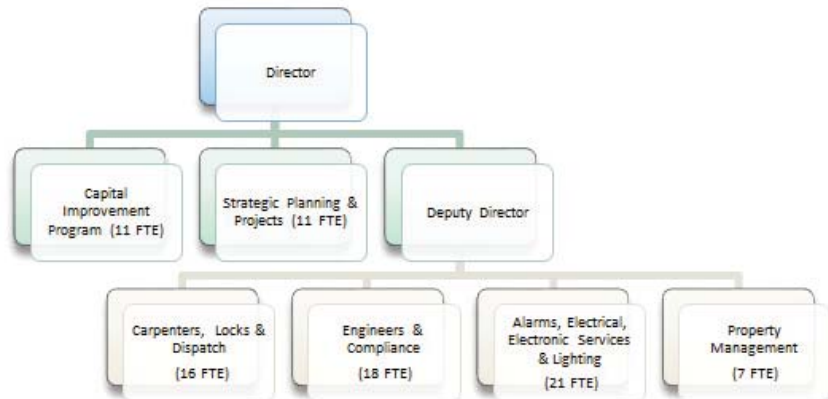 Director
Capital
Improvement
Program (11 FTE)
Strategic Planning &
Projects (11 FTE)
Deputy Director
Carpenters, Locks &
Dispatch
(16 FTE)
Engineers &
Compliance
(18 FTE)
Alarms, Electrical,
Electronic Services
& Lighting
(21 FTE)
Property
Management
(7 FTE)